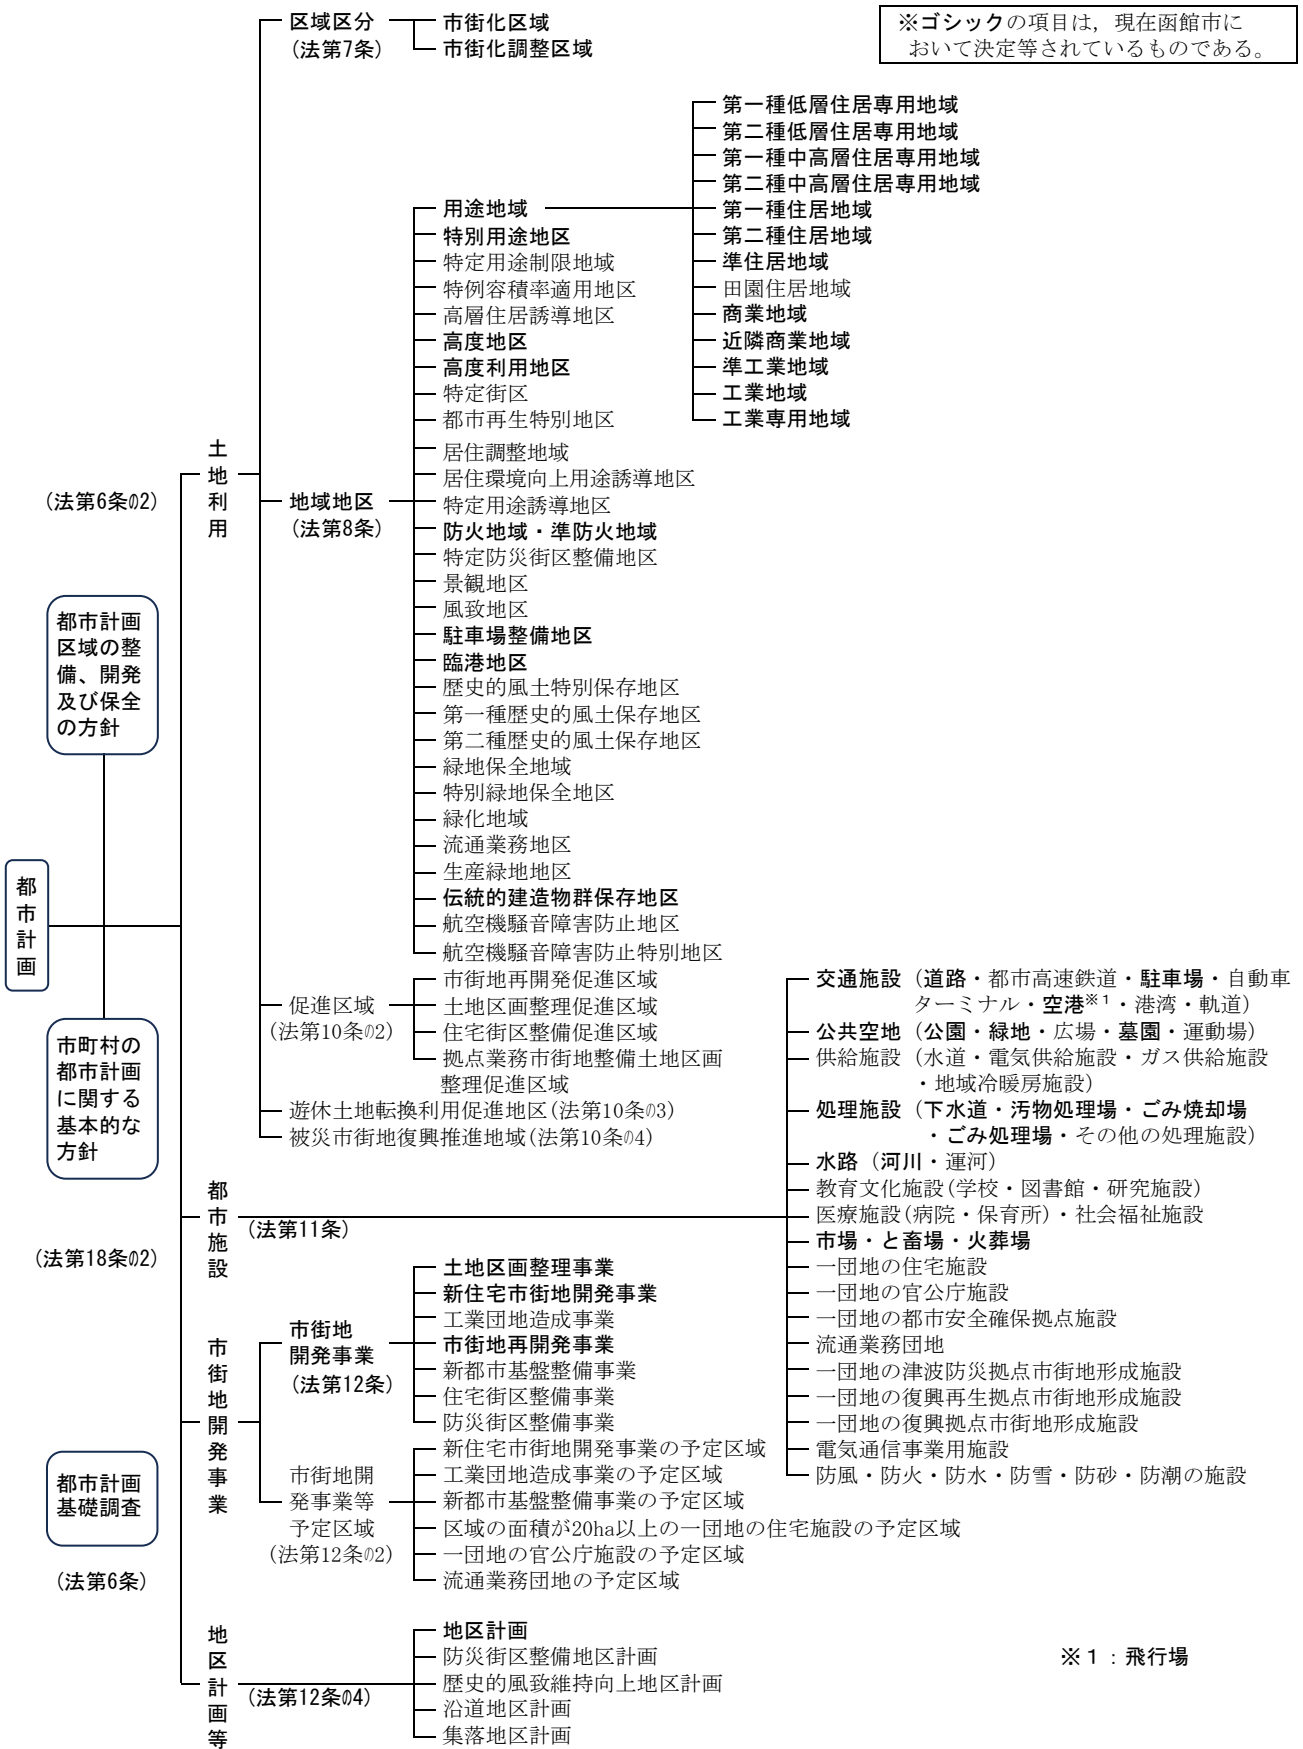 ※ゴシックの項目は，現在函館市に
おいて決定等されているものである。
都市計画
都市計画
区域の整
備、開発
及び保全
の方針
(法第6条の2)
市町村の
都市計画
に関する
基本的な
方針
(法第18条の2)
都市計画
基礎調査
(法第6条)
土地利用
区域区分
(法第7条)
市街化区域
市街化調整区域
地域地区
(法第8条)
用途地域
第一種低層住居専用地域
第二種低層住居専用地域
第一種中高層住居専用地域
第二種中高層住居専用地域
第一種住居地域
第二種住居地域
準住居地域
田園住居地域
商業地域
近隣商業地域
準工業地域
工業地域
工業専用地域
特別用途地区
特定用途制限地域
特例容積率適用地区
高層住居誘導地区
高度地区
高度利用地区
特定街区
都市再生特別地区
居住調整地域
居住環境向上用途誘導地区
特定用途誘導地区
防火地域・準防火地域
特定防災街区整備地区
景観地区
風致地区
駐車場整備地区
臨港地区
歴史的風土特別保存地区
第一種歴史的風土保存地区
第二種歴史的風土保存地区
緑地保全地域
特別緑地保全地区
緑化地域
流通業務地区
生産緑地地区
伝統的建造物群保存地区
航空機騒音障害防止地区
航空機騒音障害防止特別地区
促進区域
(法第10条の2)
市街地再開発促進区域
土地区画整理促進区域
住宅街区整備促進区域
拠点業務市街地整備土地区画
整理促進区域
遊休土地転換利用促進地区(法第10条の3)
被災市街地復興推進地域(法第10条の4)
都市施設
(法第11条)
交通施設（道路・都市高速鉄道・駐車場・自動車
ターミナル・空港※１・港湾・軌道）
公共空地（公園・緑地・広場・墓園・運動場）
供給施設（水道・電気供給施設・ガス供給施設
・地域冷暖房施設）
処理施設（下水道・汚物処理場・ごみ焼却場
・ごみ処理場・その他の処理施設）
水路（河川・運河）
教育文化施設(学校・図書館・研究施設)
医療施設(病院・保育所)・社会福祉施設
市場・と畜場・火葬場
一団地の住宅施設
一団地の官公庁施設
一団地の都市安全確保拠点施設
流通業務団地
一団地の津波防災拠点市街地形成施設
一団地の復興再生拠点市街地形成施設
一団地の復興拠点市街地形成施設
電気通信事業用施設
防風・防火・防水・防雪・防砂・防潮の施設
市街地開発事業
市街地
開発事業
(法第12条)
土地区画整理事業
新住宅市街地開発事業
工業団地造成事業
市街地再開発事業
新都市基盤整備事業
住宅街区整備事業
防災街区整備事業
市街地開
発事業等
予定区域
(法第12条の2)
新住宅市街地開発事業の予定区域
工業団地造成事業の予定区域
新都市基盤整備事業の予定区域
区域の面積が20ha以上の一団地の住宅施設の予定区域
一団地の官公庁施設の予定区域
流通業務団地の予定区域
地区計画等
(法第12条の4)
地区計画
防災街区整備地区計画
歴史的風致維持向上地区計画
沿道地区計画
集落地区計画
※１：飛行場